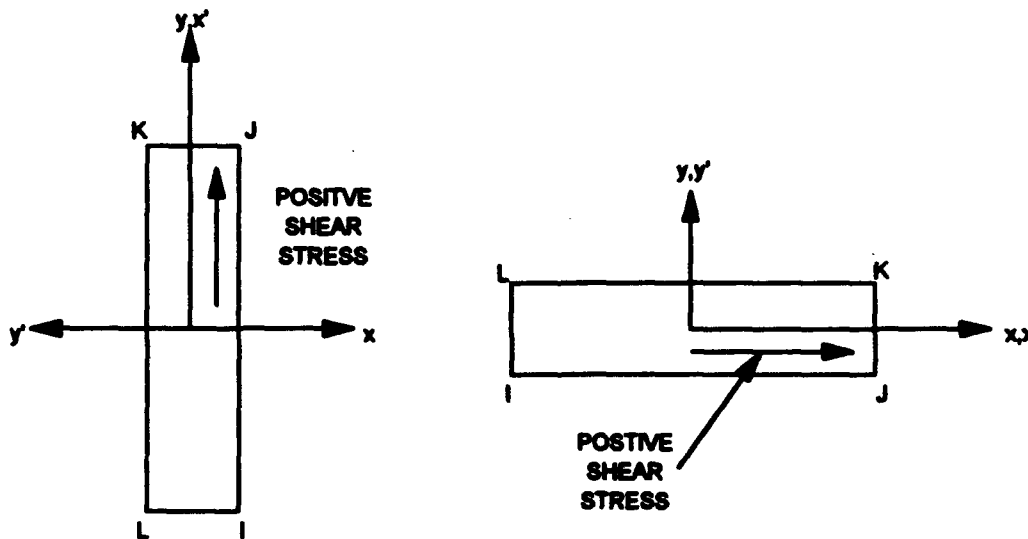 y,x'
K J
POSITVE
SHEAR
STRESS
y' x
L I
y,y'
L K
x,x
I J
POSTIVE
SHEAR
STRESS